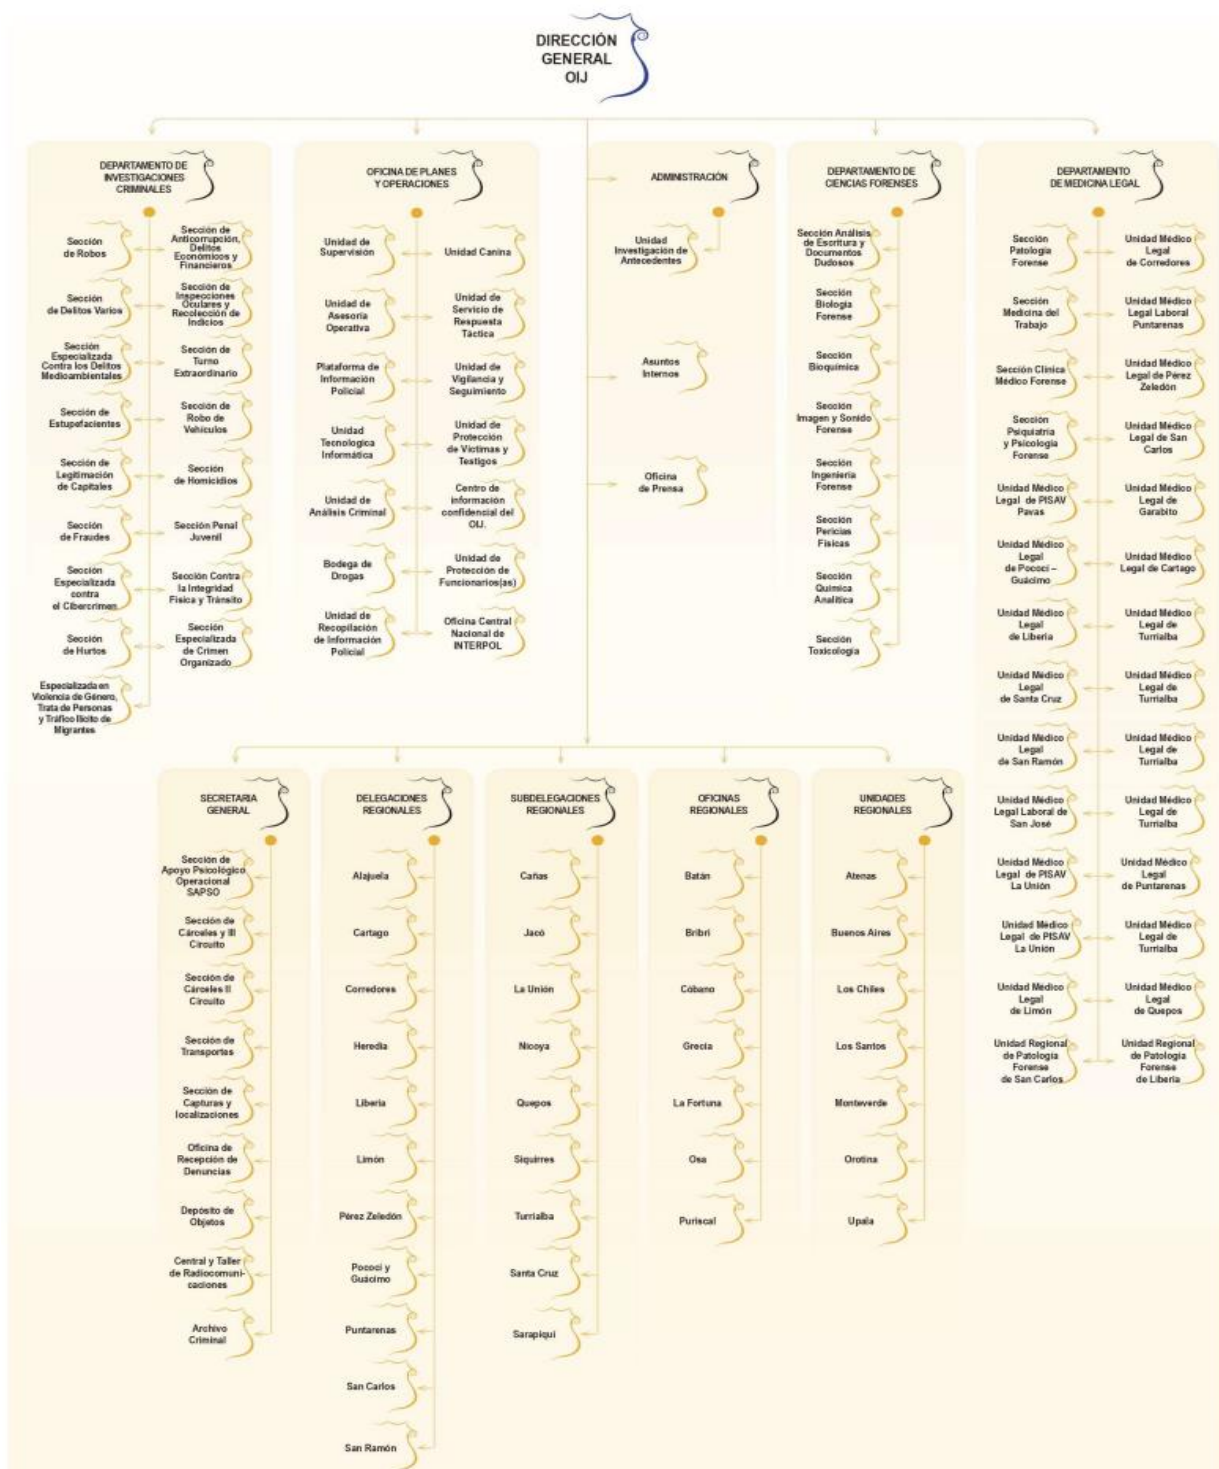 DIRECCIÓN
GENERAL
OIJ
DEPARTAMENTO DE
INVESTIGACIONES
CRIMINALES
Sección
de Robos
Sección de
Anticorrupción,
Delitos
Económicos y
Financieros
Sección
de Delitos Varios
Sección de
Inspecciones
Oculares y
Recolección de
Indicios
Sección
Especializada
Contra los Delitos
Medioambientales
Sección de
Turno
Extraordinario
Sección de
Estupefacientes
Sección de
Robo de
Vehículos
Sección de
Legitimación
de Capitales
Sección
de Homicidios
Sección
de Fraudes
Sección Penal
Juvenil
Sección
Especializada
contra
el Cibercrimen
Sección Contra
la Integridad
Física y Tránsito
Sección
de Hurtos
Sección
Especializada
de Crimen
Organizado
Especializada en
Violencia de Género,
Trata de Personas
y Tráfico Ilícito de
Migrantes
OFICINA DE PLANES
Y OPERACIONES
Unidad de
Supervisión
Unidad Canina
Unidad de
Asesoría
Operativa
Unidad de
Servicio de
Respuesta
Táctica
Plataforma de
Información
Policial
Unidad de
Vigilancia y
Seguimiento
Unidad
Tecnologica
Informática
Unidad de
Protección
de Víctimas y
Testigos
Unidad de
Análisis Criminal
Centro de
información
confidencial del
OIJ.
Bodega de
Drogas
Unidad de
Protección de
Funcionarios(as)
Unidad de
Recopilación
de Información
Policial
Oficina Central
Nacional de
INTERPOL
ADMINISTRACIÓN
Unidad
Investigación de
Antecedentes
Asuntos
Internos
Oficina
de Prensa
DEPARTAMENTO DE
CIENCIAS FORENSES
Sección Análisis
de Escritura y
Documentos
Dudosos
Sección
Biología
Forense
Sección
Bioquímica
Sección
Imagen y Sonido
Forense
Sección
Ingeniería
Forense
Sección
Pericias
Físicas
Sección
Química
Analítica
Sección
Toxicología
DEPARTAMENTO
DE MEDICINA LEGAL
Sección
Patología
Forense
Unidad Médico
Legal
de Corredores
Sección
Medicina del
Trabajo
Unidad Médico
Legal Laboral
Puntarenas
Sección Clínica
Médico Forense
Unidad Médico
Legal de Pérez
Zeledón
Sección
Psiquiatría
y Psicología
Forense
Unidad Médico
Legal de San
Carlos
Unidad Médico
Legal de PISAV
Pavas
Unidad Médico
Legal de
Garabito
Unidad Médico
Legal
de Pococí –
Guácimo
Unidad Médico
Legal de Cartago
Unidad Médico
Legal
de Liberia
Unidad Médico
Legal de
Turrialba
Unidad Médico
Legal
de Santa Cruz
Unidad Médico
Legal de
Turrialba
Unidad Médico
Legal
de San Ramón
Unidad Médico
Legal de
Turrialba
Unidad Médico
Legal Laboral de
San José
Unidad Médico
Legal de
Turrialba
Unidad Médico
Legal de PISAV
La Unión
Unidad Médico
Legal
de Puntarenas
Unidad Médico
Legal de PISAV
La Unión
Unidad Médico
Legal de
Turrialba
Unidad Médico
Legal
de Limón
Unidad Médico
Legal
de Quepos
Unidad Regional
de Patología
Forense
de San Carlos
Unidad Regional
de Patología
Forense
de Liberia
SECRETARIA
GENERAL
Sección de
Apoyo Psicológico
Operacional
SAPSO
Sección de
Cárceles y III
Circuito
Sección de
Cárceles II
Circuito
Sección de
Transportes
Sección de
Capturas y
localizaciones
Oficina de
Recepción de
Denuncias
Depósito de
Objetos
Central y Taller
de Radiocomuni-
caciones
Archivo
Criminal
DELEGACIONES
REGIONALES
Alajuela
Cartago
Corredores
Heredia
Liberia
Limón
Pérez Zeledón
Pococí y
Guácimo
Puntarenas
San Carlos
San Ramón
SUBDELEGACIONES
REGIONALES
Cañas
Jacó
La Unión
Nicoya
Quepos
Siquirres
Turrialba
Santa Cruz
Sarapiquí
OFICINAS
REGIONALES
Batán
Bribrí
Cóbano
Grecia
La Fortuna
Osa
Puriscal
UNIDADES
REGIONALES
Atenas
Buenos Aires
Los Chiles
Los Santos
Monteverde
Orotina
Upala